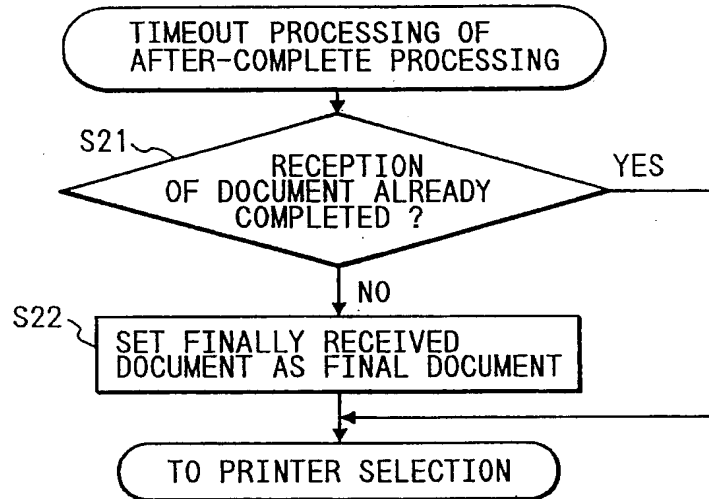 TIMEOUT PROCESSING OF
AFTER-COMPLETE PROCESSING
S21
RECEPTION
OF DOCUMENT ALREADY
COMPLETED ?
YES
NO
S22
SET FINALLY RECEIVED
DOCUMENT AS FINAL DOCUMENT
TO PRINTER SELECTION